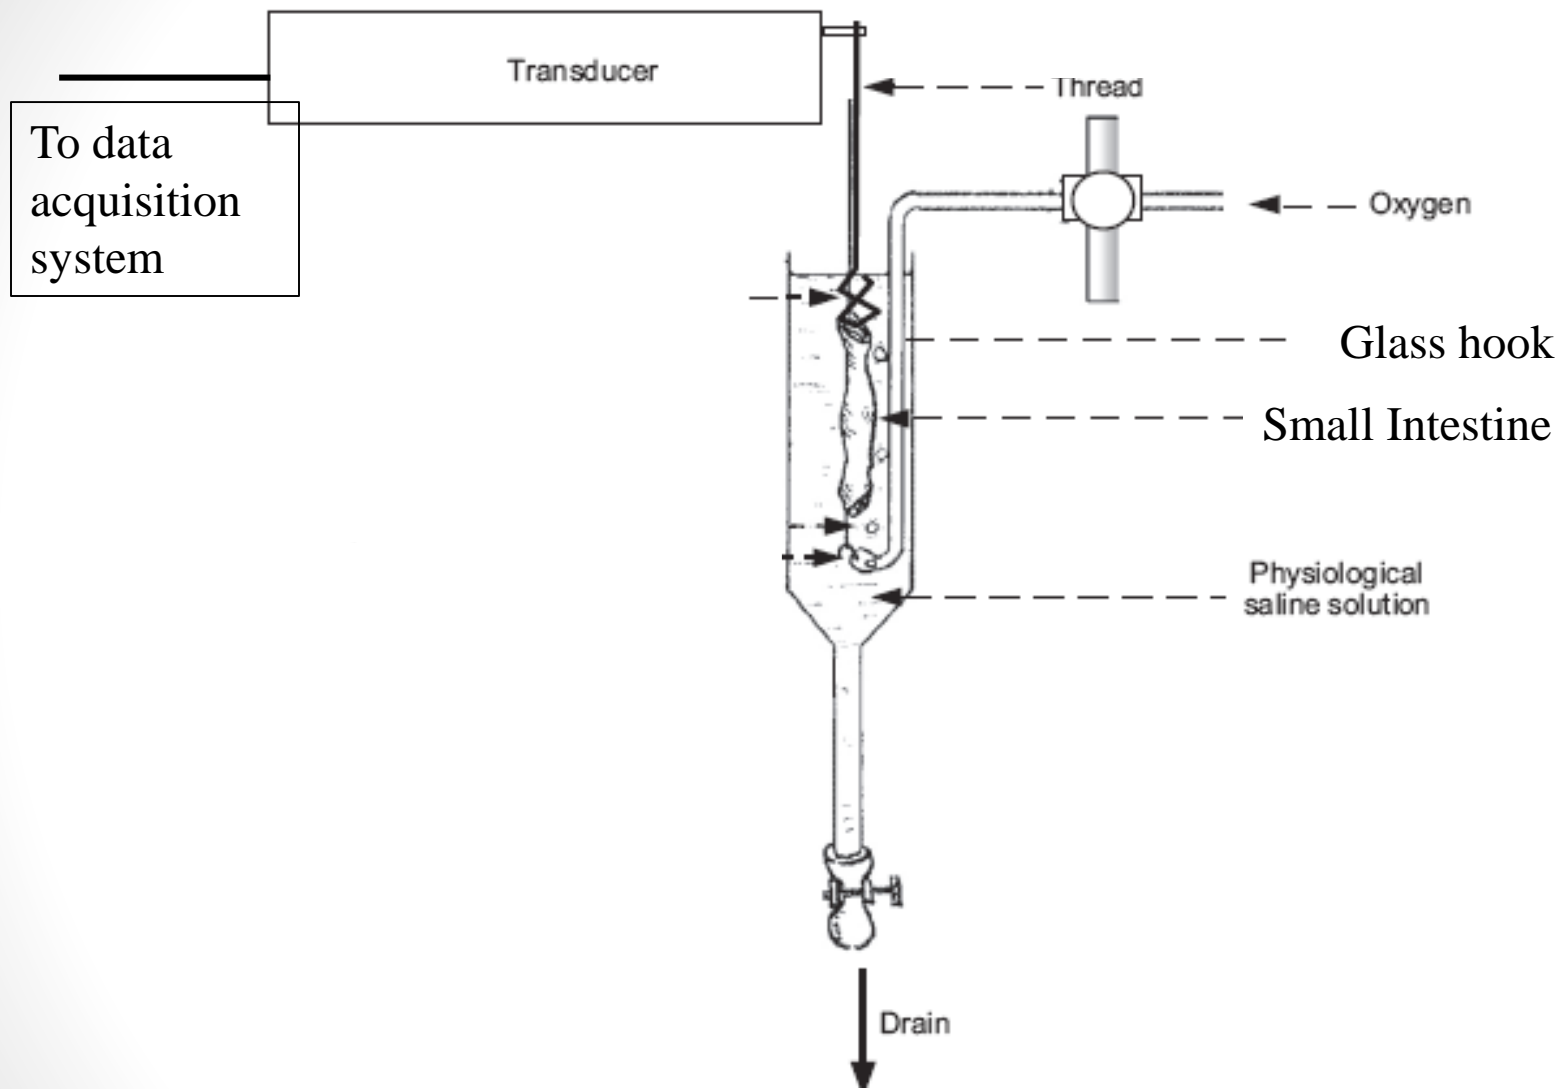 Transducer
Thread
To data
acquisition
system
Oxygen
Glass hook
Small Intestine
Physiological
saline solution
Drain